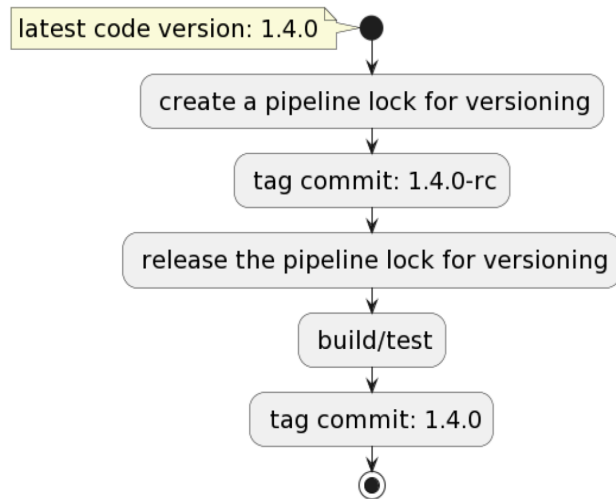 latest code version: 1.4.0
create a pipeline lock for versioning
tag commit: 1.4.0-rc
release the pipeline lock for versioning
build/test
tag commit: 1.4.0